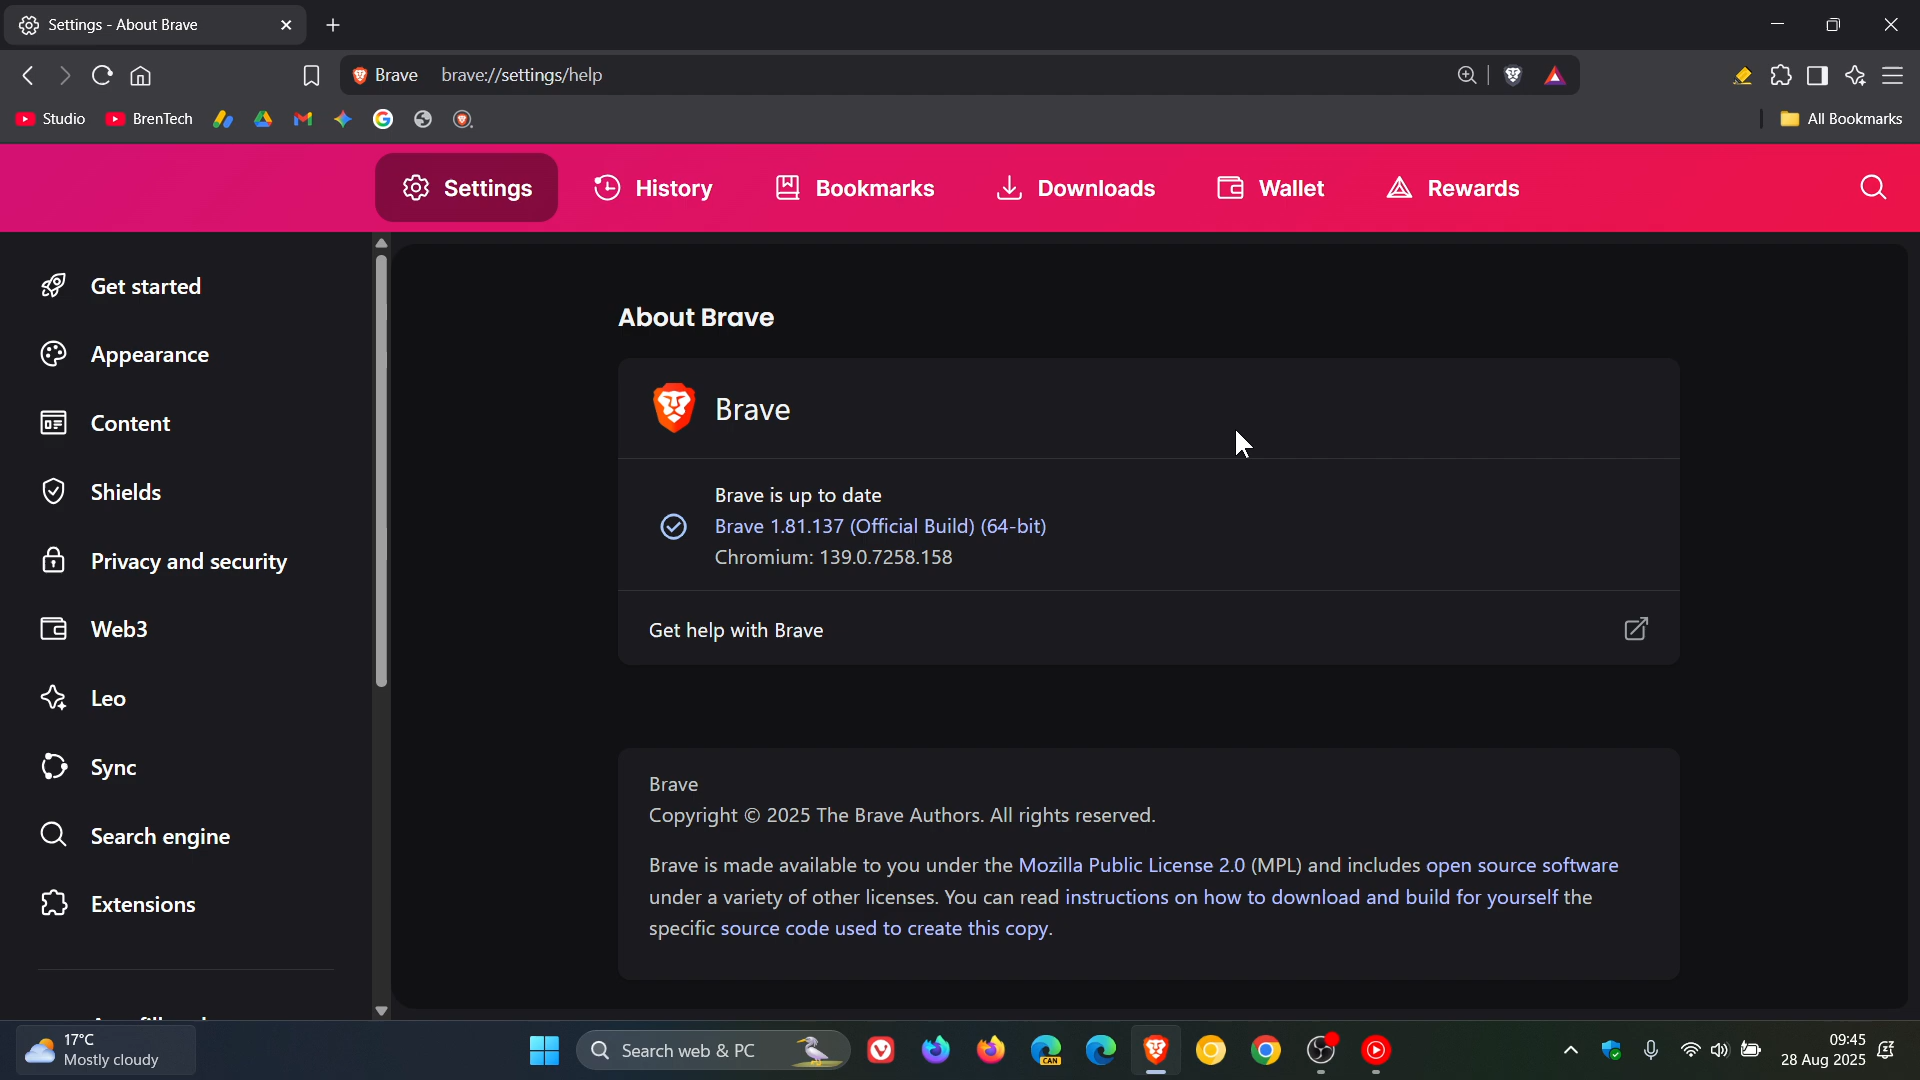 Settings - About Brave
Brave brave://settings/help
Studio
BrenTech
All Bookmarks
Settings
History
Bookmarks
Downloads
Wallet
Rewards
Get started
Appearance
Content
Shields
Privacy and security
Web3
Leo
Sync
Search engine
Extensions
About Brave
Brave
Brave is up to date
Brave 1.81.137 (Official Build) (64-bit)
Chromium: 139.0.7258.158
Get help with Brave
Brave
Copyright © 2025 The Brave Authors. All rights reserved.
Brave is made available to you under the Mozilla Public License 2.0 (MPL) and includes open source software
under a variety of other licenses. You can read instructions on how to download and build for yourself the
specific source code used to create this copy.
17°C
Mostly cloudy
Search web & PC
CAN
09:45
28 Aug 2025